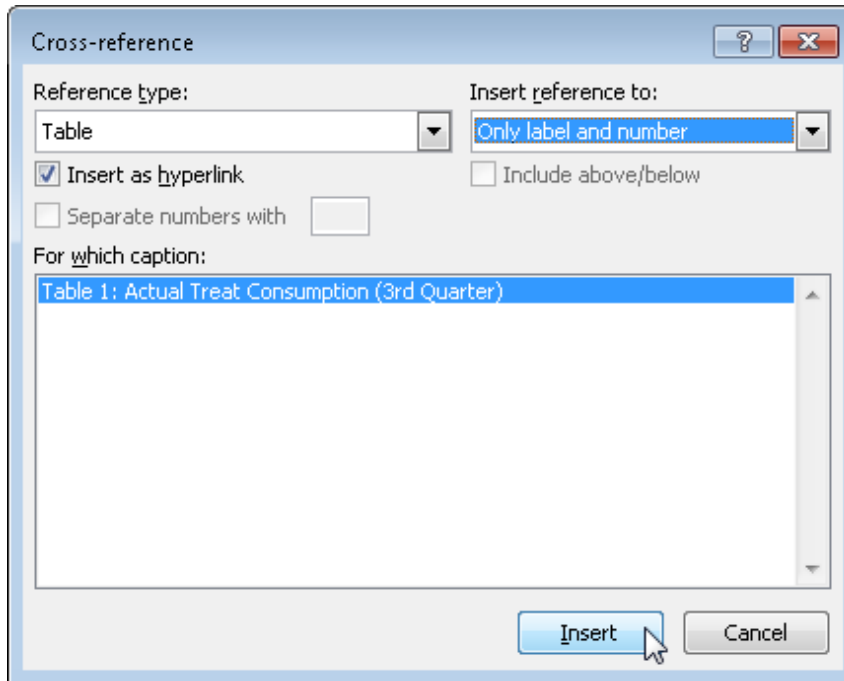 Cross-reference
Reference type:
Insert reference to:
Table
Only label and number
Insert as hyperlink
Include above/below
Separate numbers with
For which caption:
Table 1: Actual Treat Consumption (3rd Quarter)
Insert
Cancel